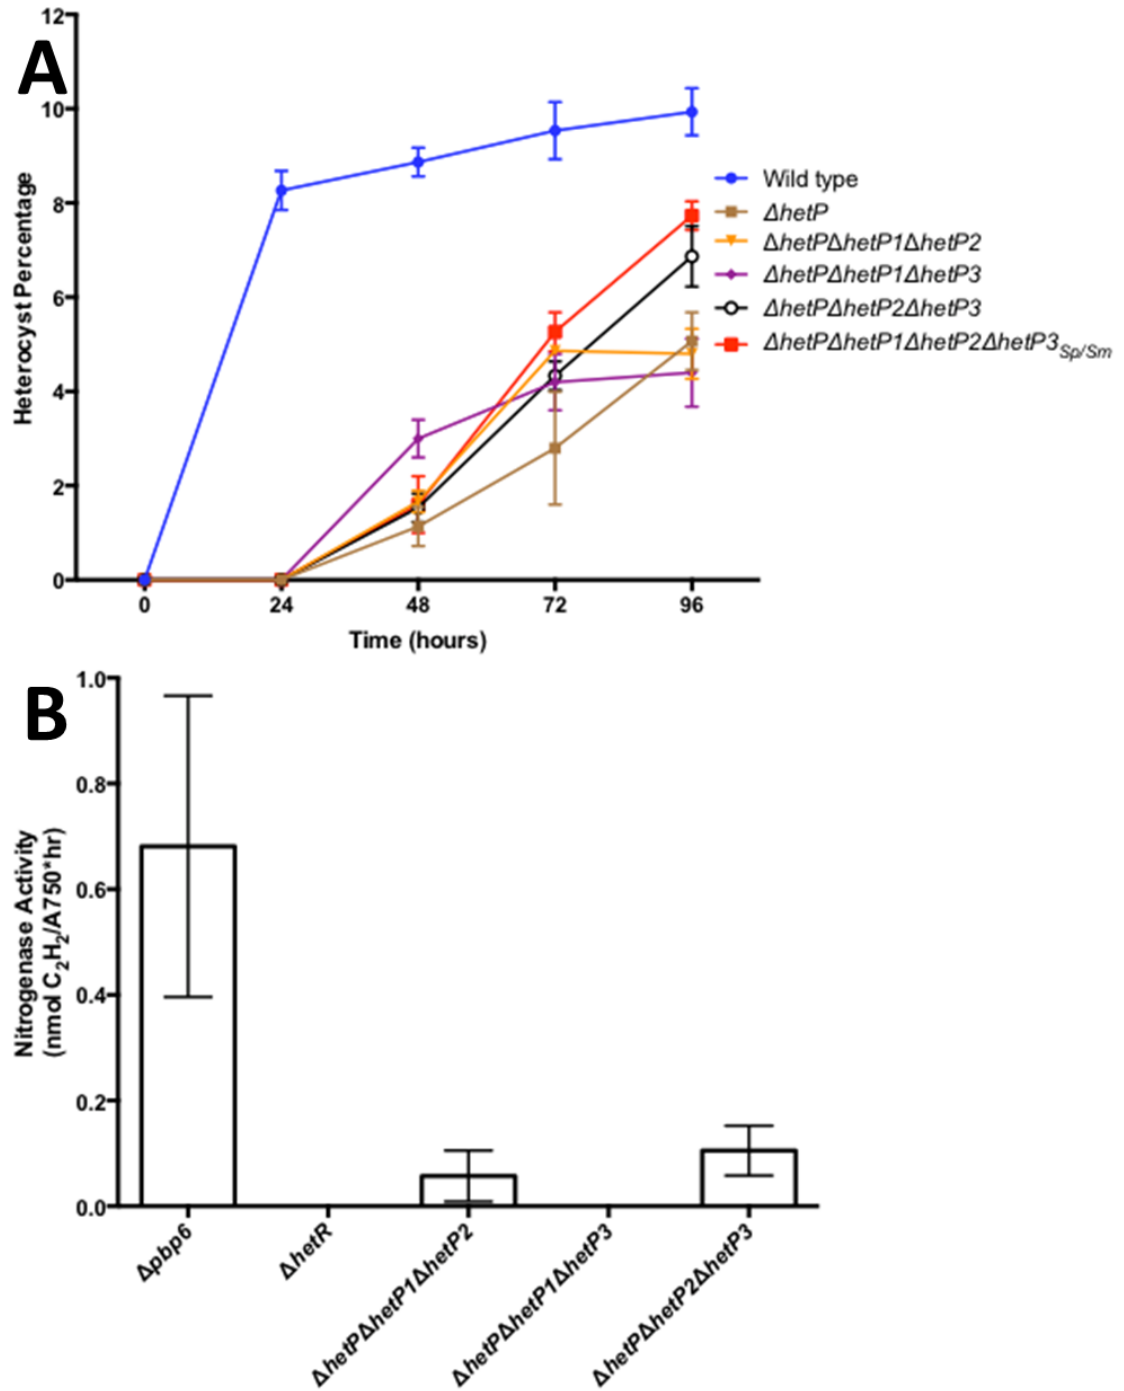 A
12
10
8
6
4
2
0
Heterocyst Percentage
0 24 48 72 96
Time (hours)
Wild type
ΔhetP
ΔhetPΔhetP1ΔhetP2
ΔhetPΔhetP1ΔhetP3
ΔhetPΔhetP2ΔhetP3
ΔhetPΔhetP1ΔhetP2ΔhetP3Sp/Sm
B
1.0
0.8
0.6
0.4
0.2
0.0
Nitrogenase Activity
(nmol C2H2/A750*hr)
Δpbp6
ΔhetR
ΔhetPΔhetP1ΔhetP2
ΔhetPΔhetP1ΔhetP3
ΔhetPΔhetP2ΔhetP3